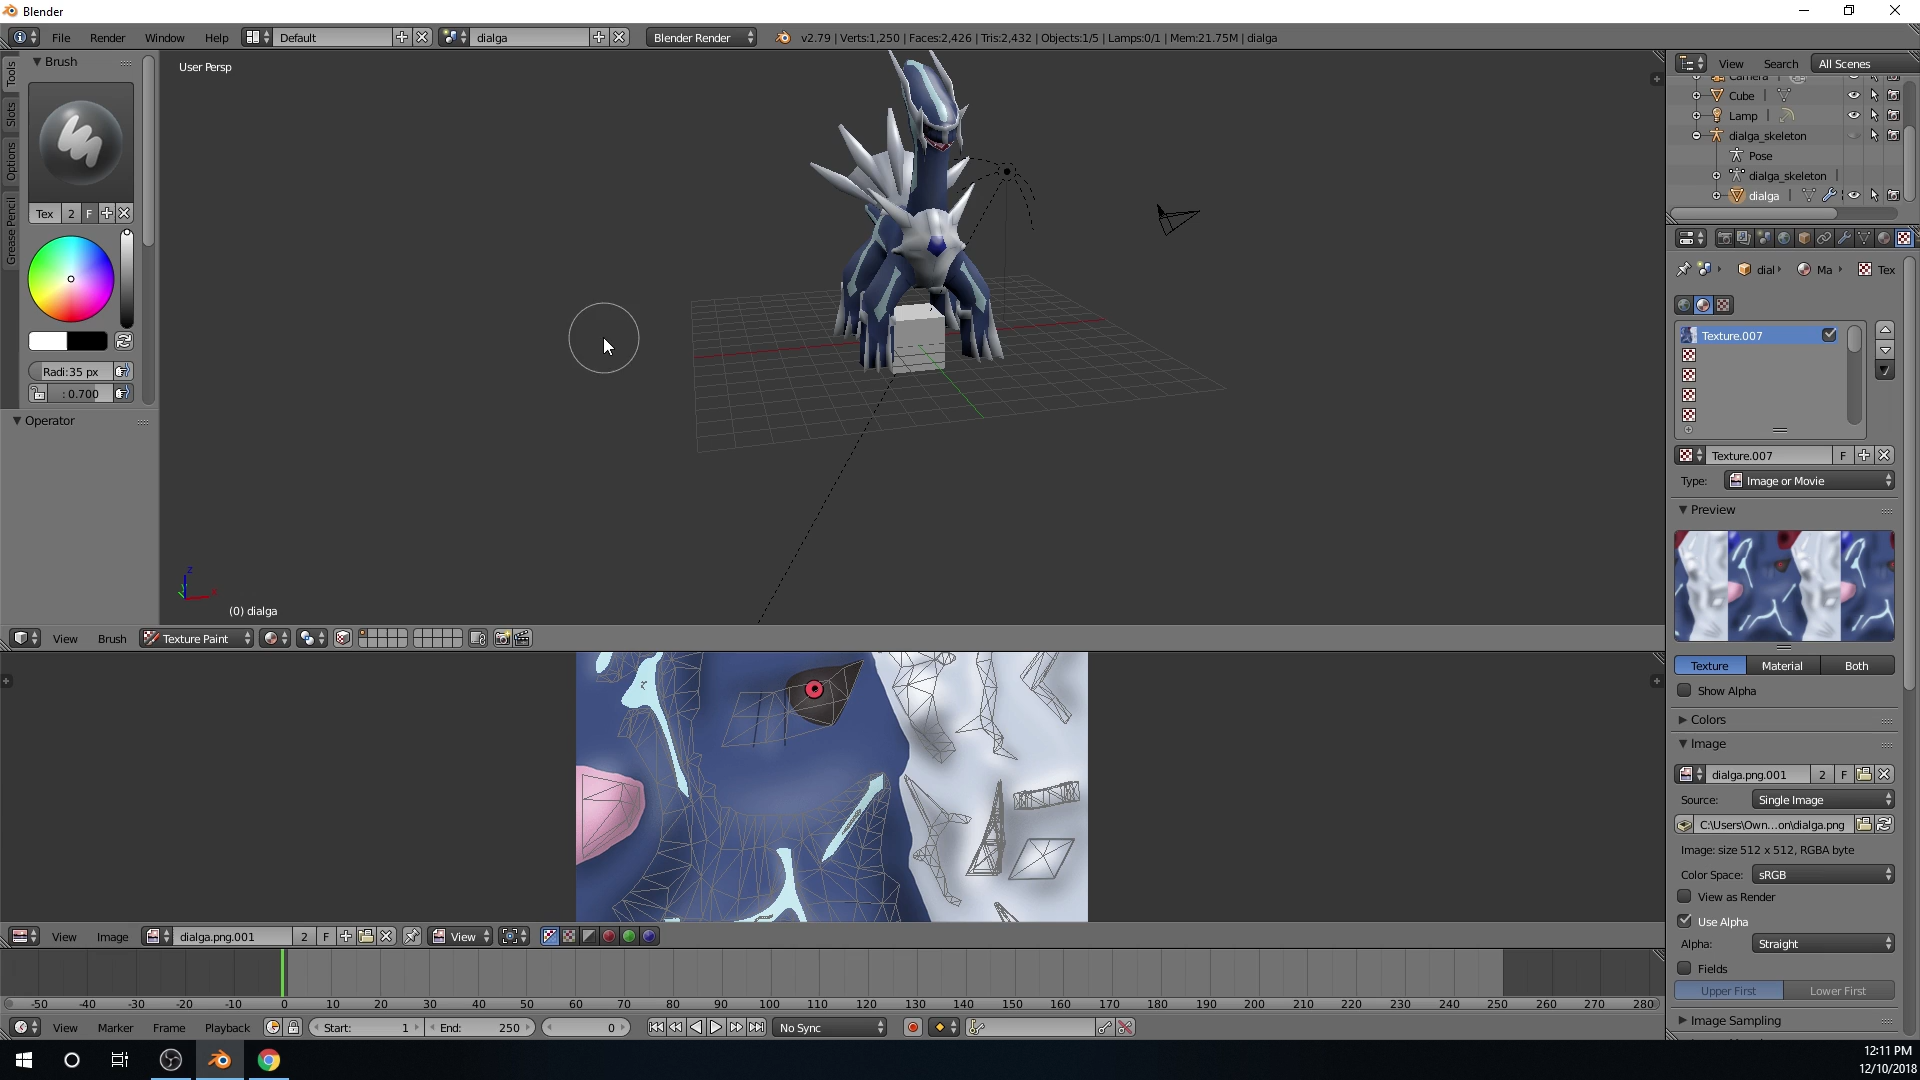 Blender
File Render Window Help Default dialga Blender Render v2.79 | Verts:1,250 | Faces:2,426 | Tris:2,432 | Objects:1/5 | Lamps:0/1 | Mem:21.75M | dialga
Tools
Slots
Options
Grease Pencil
Brush
Tex 2 F
Radi:35 px
: 0.700
Operator
User Persp
z
(0) dialga
View Brush Texture Paint
View Image dialga.png.001 2 F View
-50 -40 -30 -20 -10 0 10 20 30 40 50 60 70 80 90 100 110 120 130 140 150 160 170 180 190 200 210 220 230 240 250 260 270 280
View Marker Frame Playback Start: 1 End: 250 0 No Sync
View Search All Scenes
Camera
Cube
Lamp
dialga_skeleton
Pose
dialga_skeleton
dialga
dial Ma Tex
Texture.007
Texture.007 F
Type: Image or Movie
Preview
Texture Material Both
Show Alpha
Colors
Image
dialga.png.001 2 F
Source: Single Image
C:\Users\Own...on\dialga.png
Image: size 512 x 512, RGBA byte
Color Space: sRGB
View as Render
Use Alpha
Alpha: Straight
Fields
Upper First Lower First
Image Sampling
12:11 PM
12/10/2018